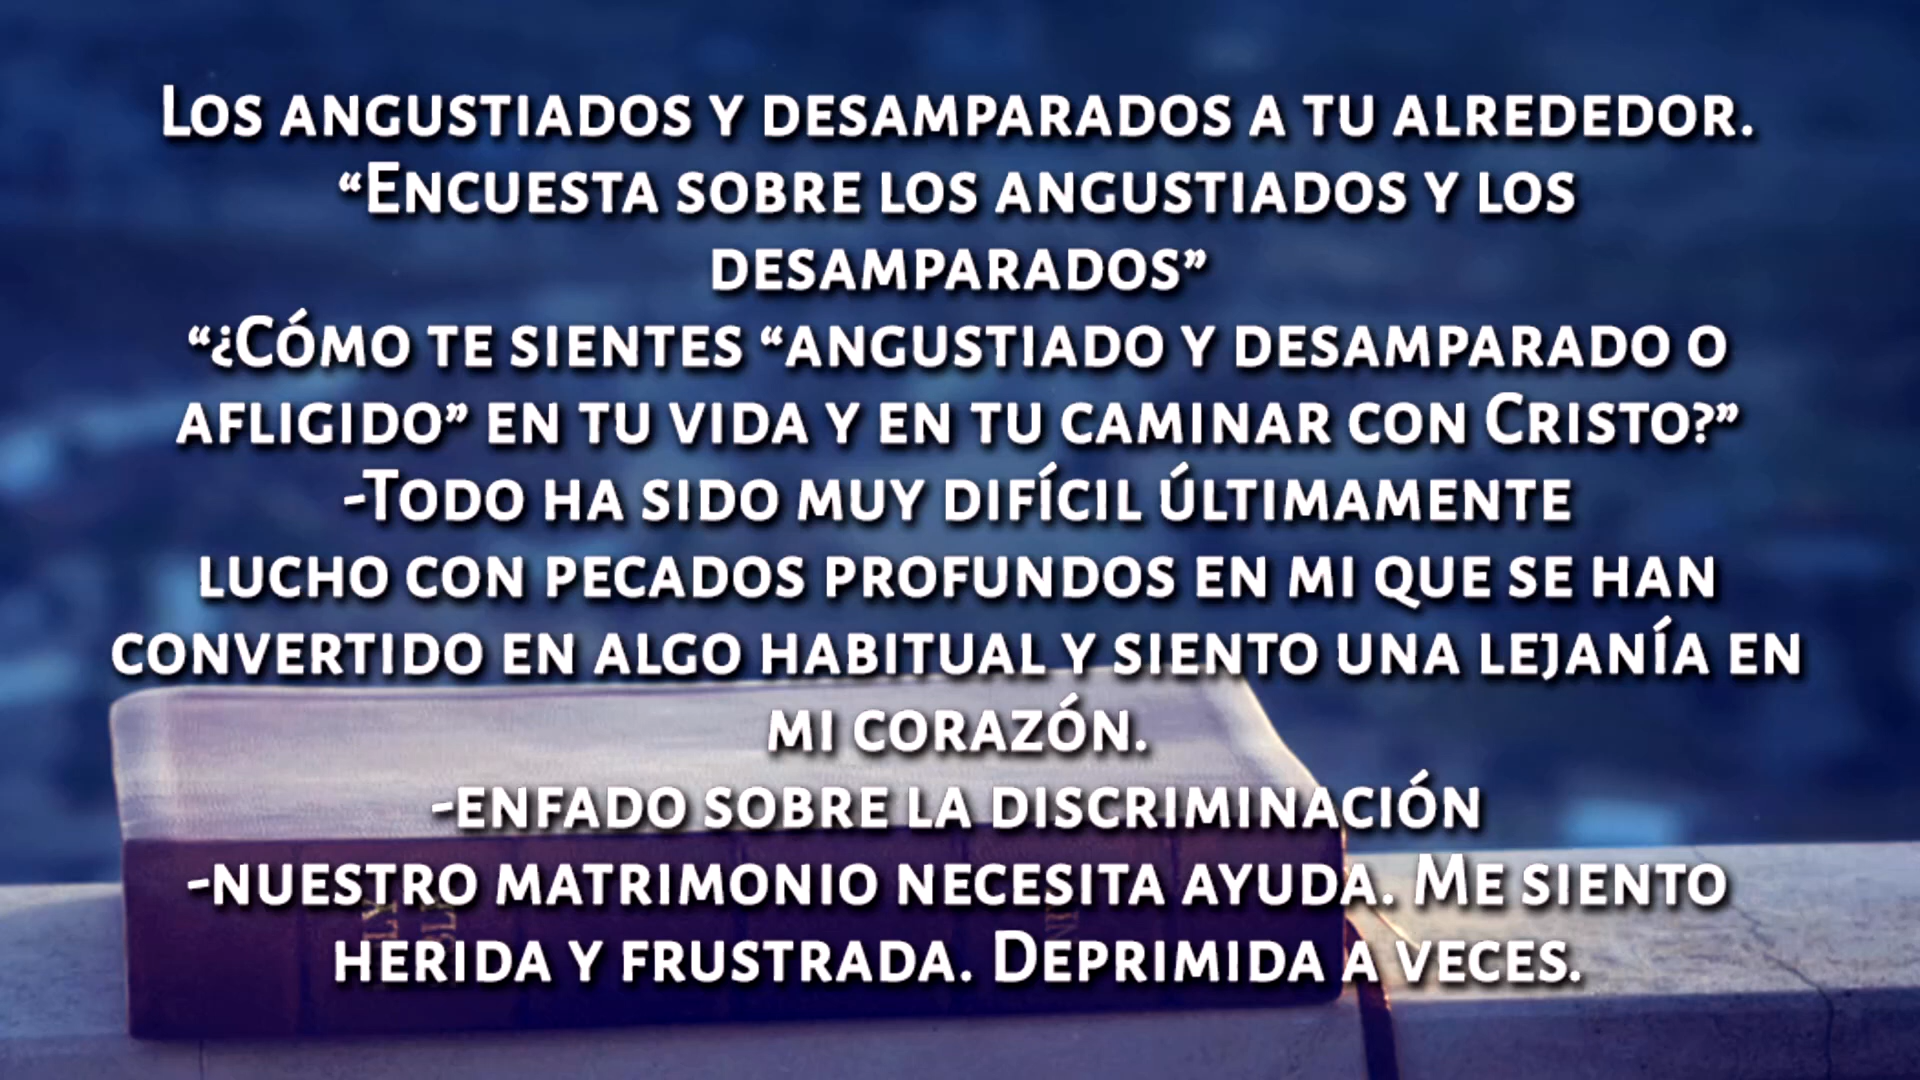 Los angustiados y desamparados a tu alrededor.
“Encuesta sobre los angustiados y los
desamparados”
“¿Cómo te sientes “angustiado y desamparado o
afligido” en tu vida y en tu caminar con Cristo?”
-Todo ha sido muy difícil últimamente
lucho con pecados profundos en mi que se han
convertido en algo habitual y siento una lejanía en
mi corazón.
-enfado sobre la discriminación
-nuestro matrimonio necesita ayuda. Me siento
herida y frustrada. Deprimida a veces.